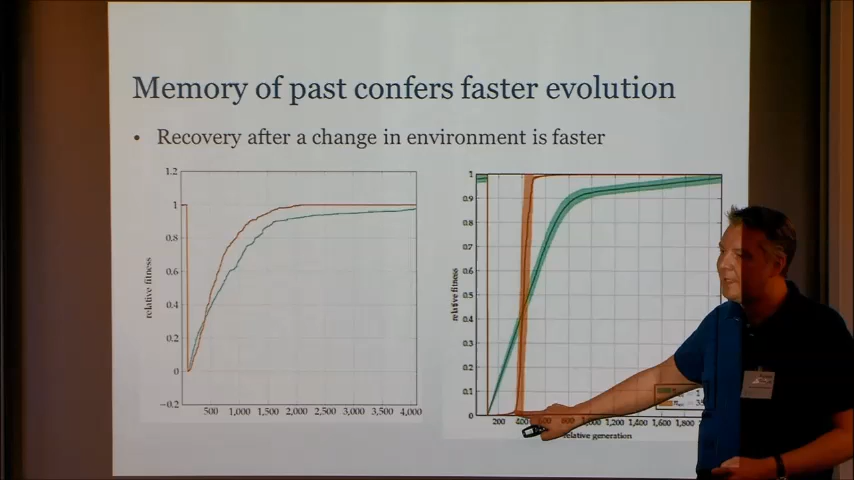 Memory of past confers faster evolution
• Recovery after a change in environment is faster
1.2
1
0.8
0.6
0.4
0.2
0
−0.2
relative fitness
500 1,000 1,500 2,000 2,500 3,000 3,500 4,000
1
0.9
0.8
0.7
0.6
0.5
0.4
0.3
0.2
0.1
0
relative fitness
200 400 600 800 1,000 1,200 1,400 1,600 1,800
relative generation